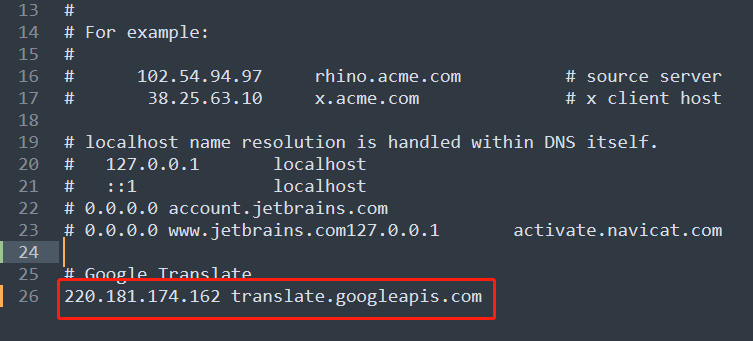 13 #
14 # For example:
15 #
16 # 102.54.94.97 rhino.acme.com # source server
17 # 38.25.63.10 x.acme.com # x client host
18
19 # localhost name resolution is handled within DNS itself.
20 # 127.0.0.1 localhost
21 # ::1 localhost
22 # 0.0.0.0 account.jetbrains.com
23 # 0.0.0.0 www.jetbrains.com127.0.0.1 activate.navicat.com
24
25 # Google Translate
26 220.181.174.162 translate.googleapis.com